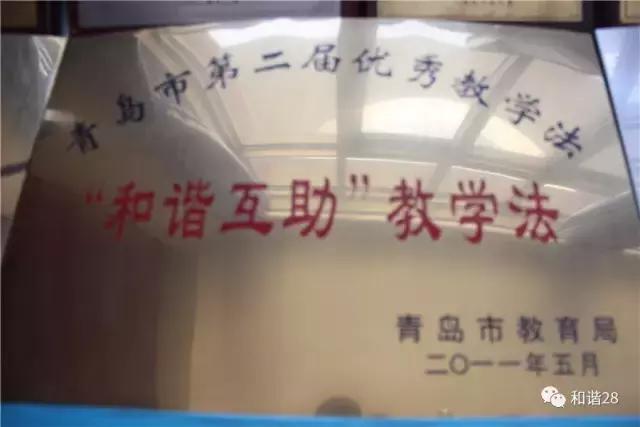 青岛市第二届优秀教学法
“和谐互助”教学法
青岛市教育局
二〇一一年五月
和谐28